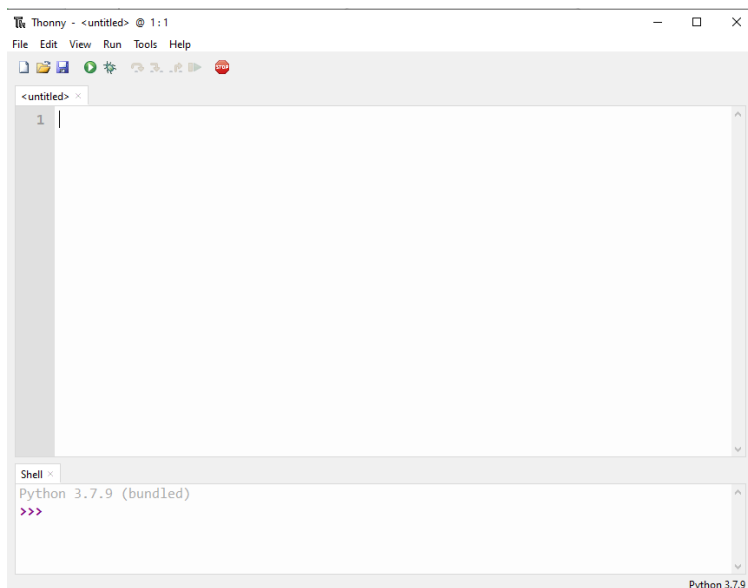 Thonny - <untitled> @ 1:1
File Edit View Run Tools Help
STOP
<untitled> ×
1
Shell ×
Python 3.7.9 (bundled)
>>>
Python 3.7.9